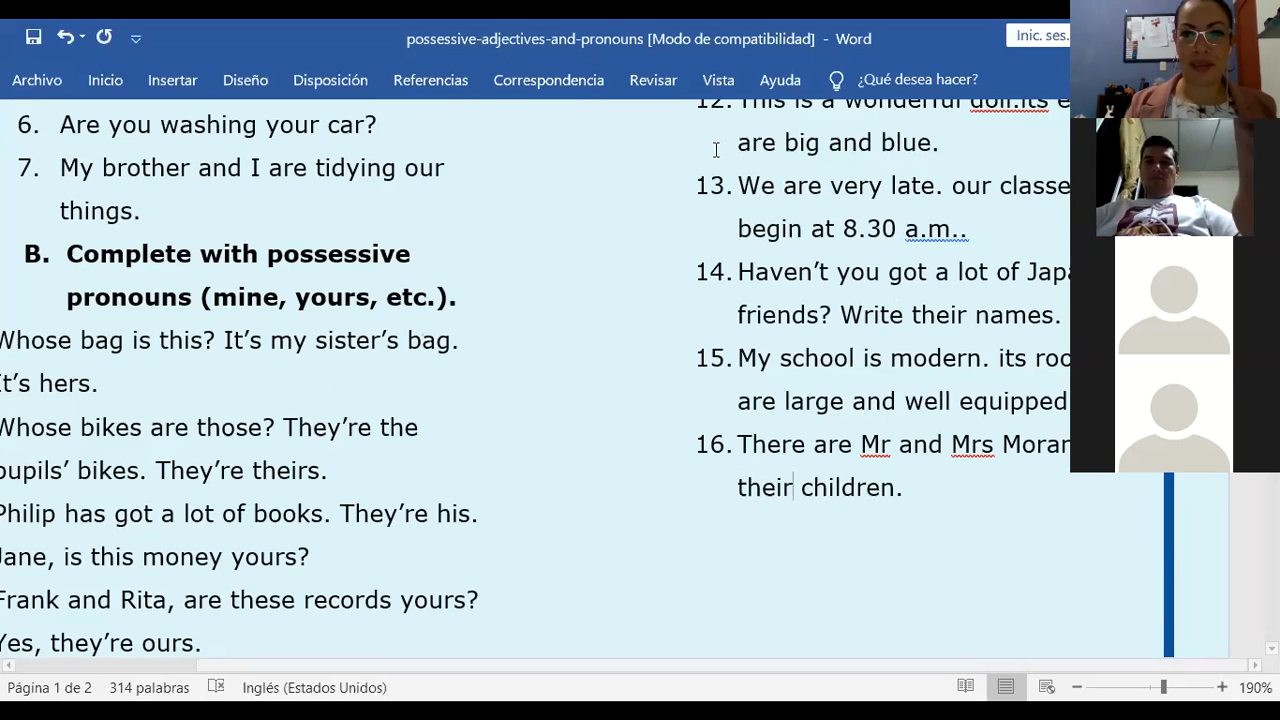 possessive-adjectives-and-pronouns [Modo de compatibilidad] - Word
Inic. ses.
Archivo Inicio Insertar Diseño Disposición Referencias Correspondencia Revisar Vista Ayuda ¿Qué desea hacer?
6. Are you washing your car?
7. My brother and I are tidying our
things.
B. Complete with possessive
pronouns (mine, yours, etc.).
Whose bag is this? It’s my sister’s bag.
It’s hers.
Whose bikes are those? They’re the
pupils’ bikes. They’re theirs.
Philip has got a lot of books. They’re his.
Jane, is this money yours?
Frank and Rita, are these records yours?
Yes, they’re ours.
12. This is a wonderful doll.its
are big and blue.
13. We are very late. our classe
begin at 8.30 a.m..
14. Haven’t you got a lot of Japa
friends? Write their names.
15. My school is modern. its roo
are large and well equipped
16. There are Mr and Mrs Moran
their children.
Página 1 de 2 314 palabras Inglés (Estados Unidos) 190%